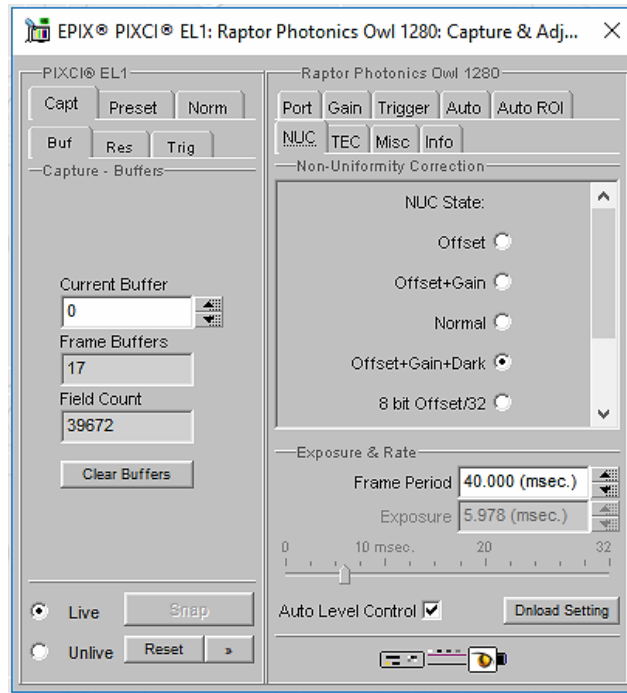 EPIX® PIXCI® EL1: Raptor Photonics Owl 1280: Capture & Adj...
PIXCI® EL1
Capt Preset Norm
Buf Res Trig
Capture - Buffers
Current Buffer
0
Frame Buffers
17
Field Count
39672
Clear Buffers
Live Snap
Unlive Reset »
Raptor Photonics Owl 1280
Port Gain Trigger Auto Auto ROI
NUC TEC Misc Info
Non-Uniformity Correction
NUC State:
Offset
Offset+Gain
Normal
Offset+Gain+Dark
8 bit Offset/32
Exposure & Rate
Frame Period 40.000 (msec.)
Exposure 5.978 (msec.)
0 10 msec. 20 32
Auto Level Control Dnload Setting